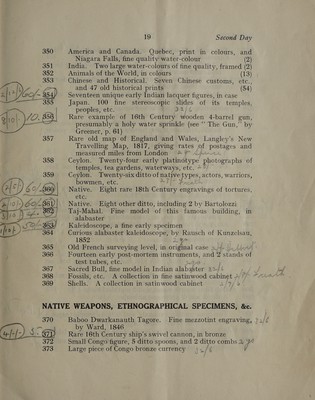 19 Second Day
350 America and Canada. Quebec, print in colours, and
Niagara Falls, fine quality water-colour (2)
351 India. Two large water-colours of fine quality, framed (2)
352 Animals of the World, in colours (13)
353 Chinese and Historical. Seven Chinese customs, etc.,
and 47 old historical prints (54)
354 Seventeen unique early Indian lacquer figures, in case
355 Japan. 100 fine stereoscopic slides of its temples,
peoples, etc.
356 Rare example of 16th Century wooden 4-barrel gun,
presumably a holy water sprinkle (see "The Gun," by
Greener, p. 61)
357 Rare old map of England and Wales, Langley's New
Travelling Map, 1817, giving rates of postages and
measured miles from London
358 Ceylon. Twenty-four early platinotype photographs of
temples, tea gardens, waterways, etc.
359 Ceylon. Twenty-six ditto of native types, actors, warriors,
bowmen, etc.
360 Native. Eight rare 18th Century engravings of tortures,
etc.
361 Native. Eight other ditto, including 2 by Bartolozzi
362 Taj-Mahal. Fine model of this famous building, in
alabaster
363 Kaleidoscope, a fine early specimen
364 Curious alabaster kaleidoscope, by Rausch of Kunzelsau,
1852
365 Old French surveying level, in original case
366 Fourteen early post-mortem instruments, and 2 stands of
test tubes, etc.
367 Sacred Bull, fine model in Indian alabaster
368 Fossils, etc. A collection in fine satinwood cabinet
369 Shells. A collection in satinwood cabinet
NATIVE WEAPONS, ETHNOGRAPHICAL SPECIMENS, &c.
370 Baboo Dwarkanauth Tagore. Fine mezzotint engraving,
by Ward, 1846
371 Rare 16th Century ship's swivel cannon, in bronze
372 Small Congo figure, 3 ditto spoons, and 2 ditto combs
373 Large piece of Congo bronze currency